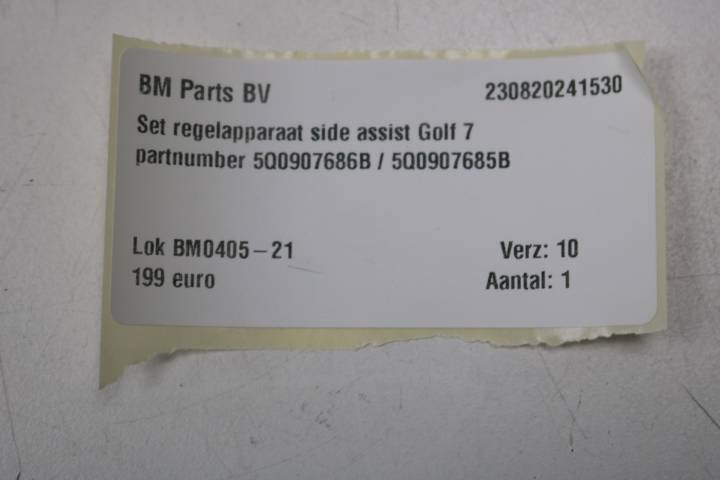 BM Parts BV 230820241530
Set regelapparaat side assist Golf 7
partnumber 5Q0907686B / 5Q0907685B
Lok BM0405-21 Verz: 10
199 euro Aantal: 1